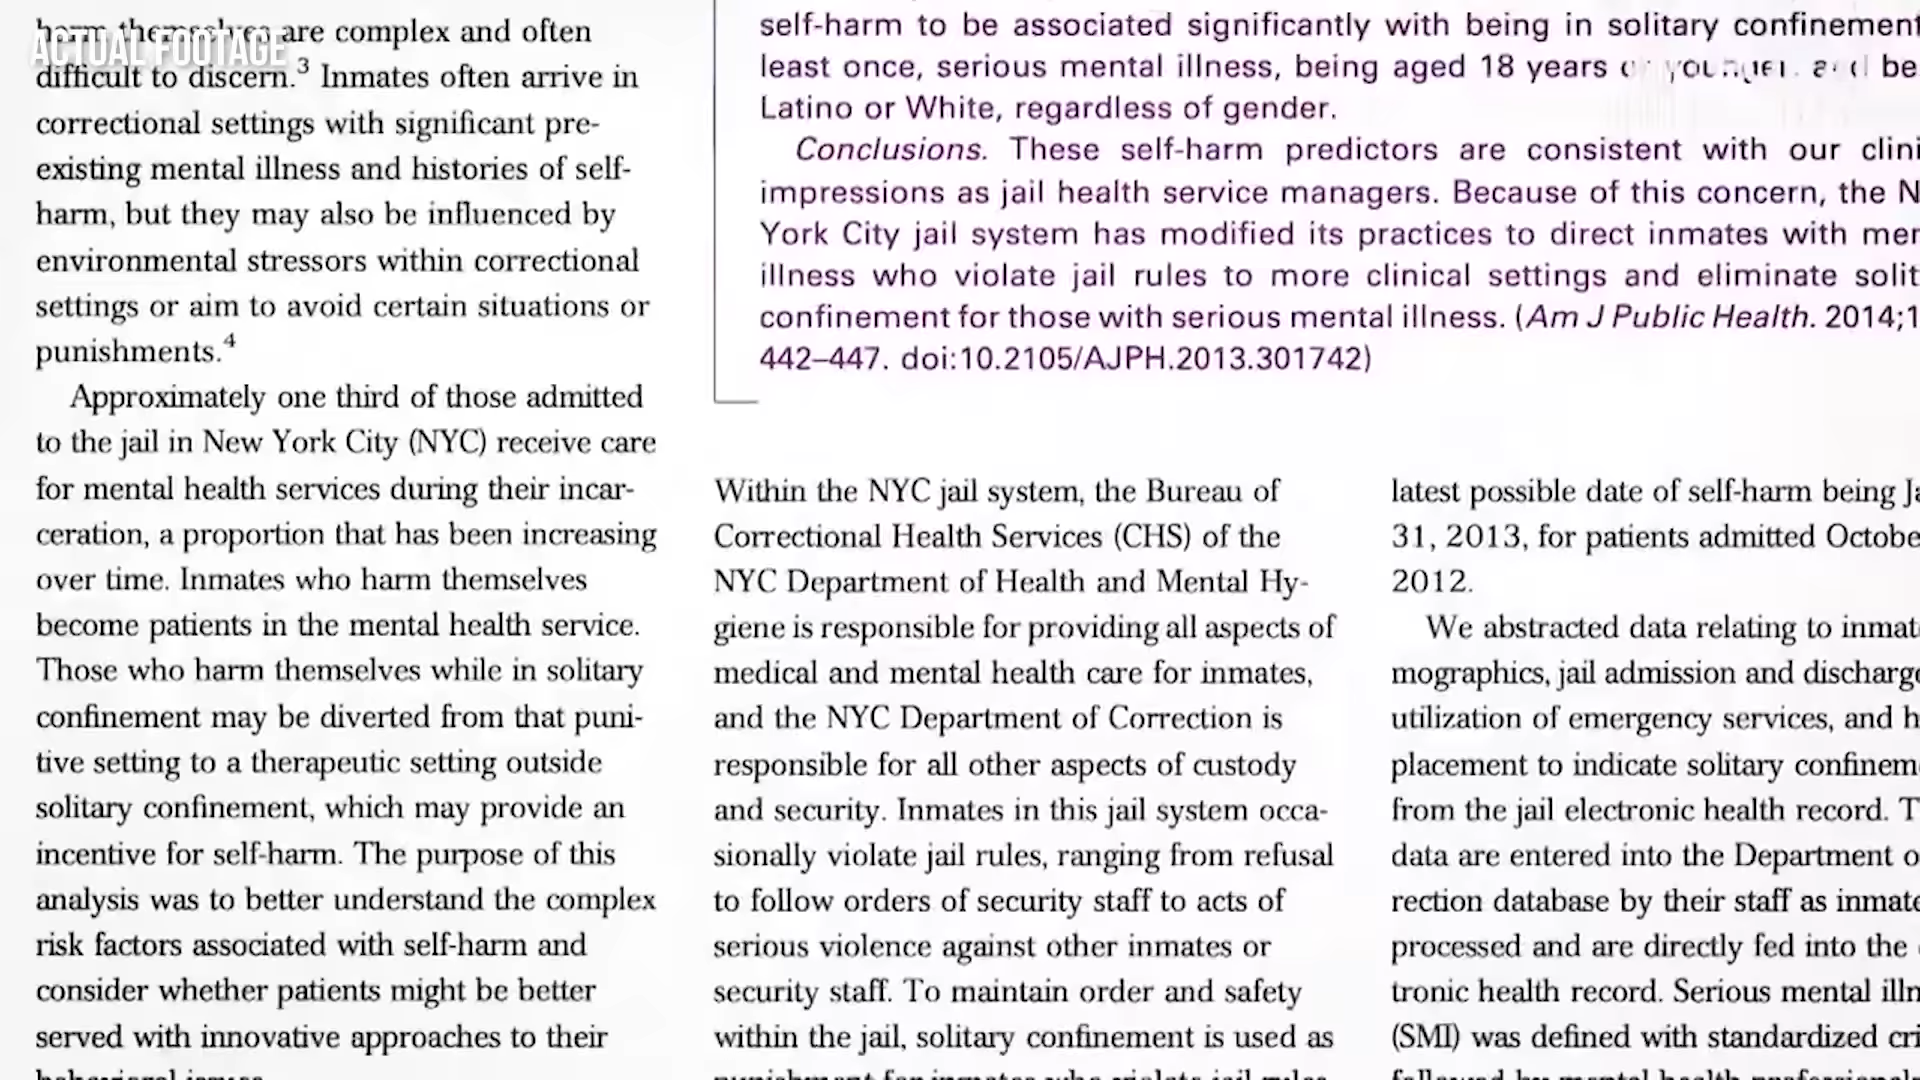 ACTUAL FOOTAGE
harm themselves are complex and often
difficult to discern.3 Inmates often arrive in
correctional settings with significant pre-
existing mental illness and histories of self-
harm, but they may also be influenced by
environmental stressors within correctional
settings or aim to avoid certain situations or
punishments.4
Approximately one third of those admitted
to the jail in New York City (NYC) receive care
for mental health services during their incar-
ceration, a proportion that has been increasing
over time. Inmates who harm themselves
become patients in the mental health service.
Those who harm themselves while in solitary
confinement may be diverted from that puni-
tive setting to a therapeutic setting outside
solitary confinement, which may provide an
incentive for self-harm. The purpose of this
analysis was to better understand the complex
risk factors associated with self-harm and
consider whether patients might be better
served with innovative approaches to their
self-harm to be associated significantly with being in solitary confinement
least once, serious mental illness, being aged 18 years or younger, and be
Latino or White, regardless of gender.
Conclusions. These self-harm predictors are consistent with our clini
impressions as jail health service managers. Because of this concern, the N
York City jail system has modified its practices to direct inmates with men
illness who violate jail rules to more clinical settings and eliminate solit
confinement for those with serious mental illness. (Am J Public Health. 2014;1
442–447. doi:10.2105/AJPH.2013.301742)
Within the NYC jail system, the Bureau of
Correctional Health Services (CHS) of the
NYC Department of Health and Mental Hy-
giene is responsible for providing all aspects of
medical and mental health care for inmates,
and the NYC Department of Correction is
responsible for all other aspects of custody
and security. Inmates in this jail system occa-
sionally violate jail rules, ranging from refusal
to follow orders of security staff to acts of
serious violence against other inmates or
security staff. To maintain order and safety
within the jail, solitary confinement is used as
punishment for inmates who violate jail rules.
latest possible date of self-harm being Ja
31, 2013, for patients admitted Octobe
2012.
We abstracted data relating to inmate
mographics, jail admission and discharge
utilization of emergency services, and h
placement to indicate solitary confineme
from the jail electronic health record. T
data are entered into the Department o
rection database by their staff as inmate
processed and are directly fed into the
tronic health record. Serious mental illn
(SMI) was defined with standardized cri
followed by mental health professionals